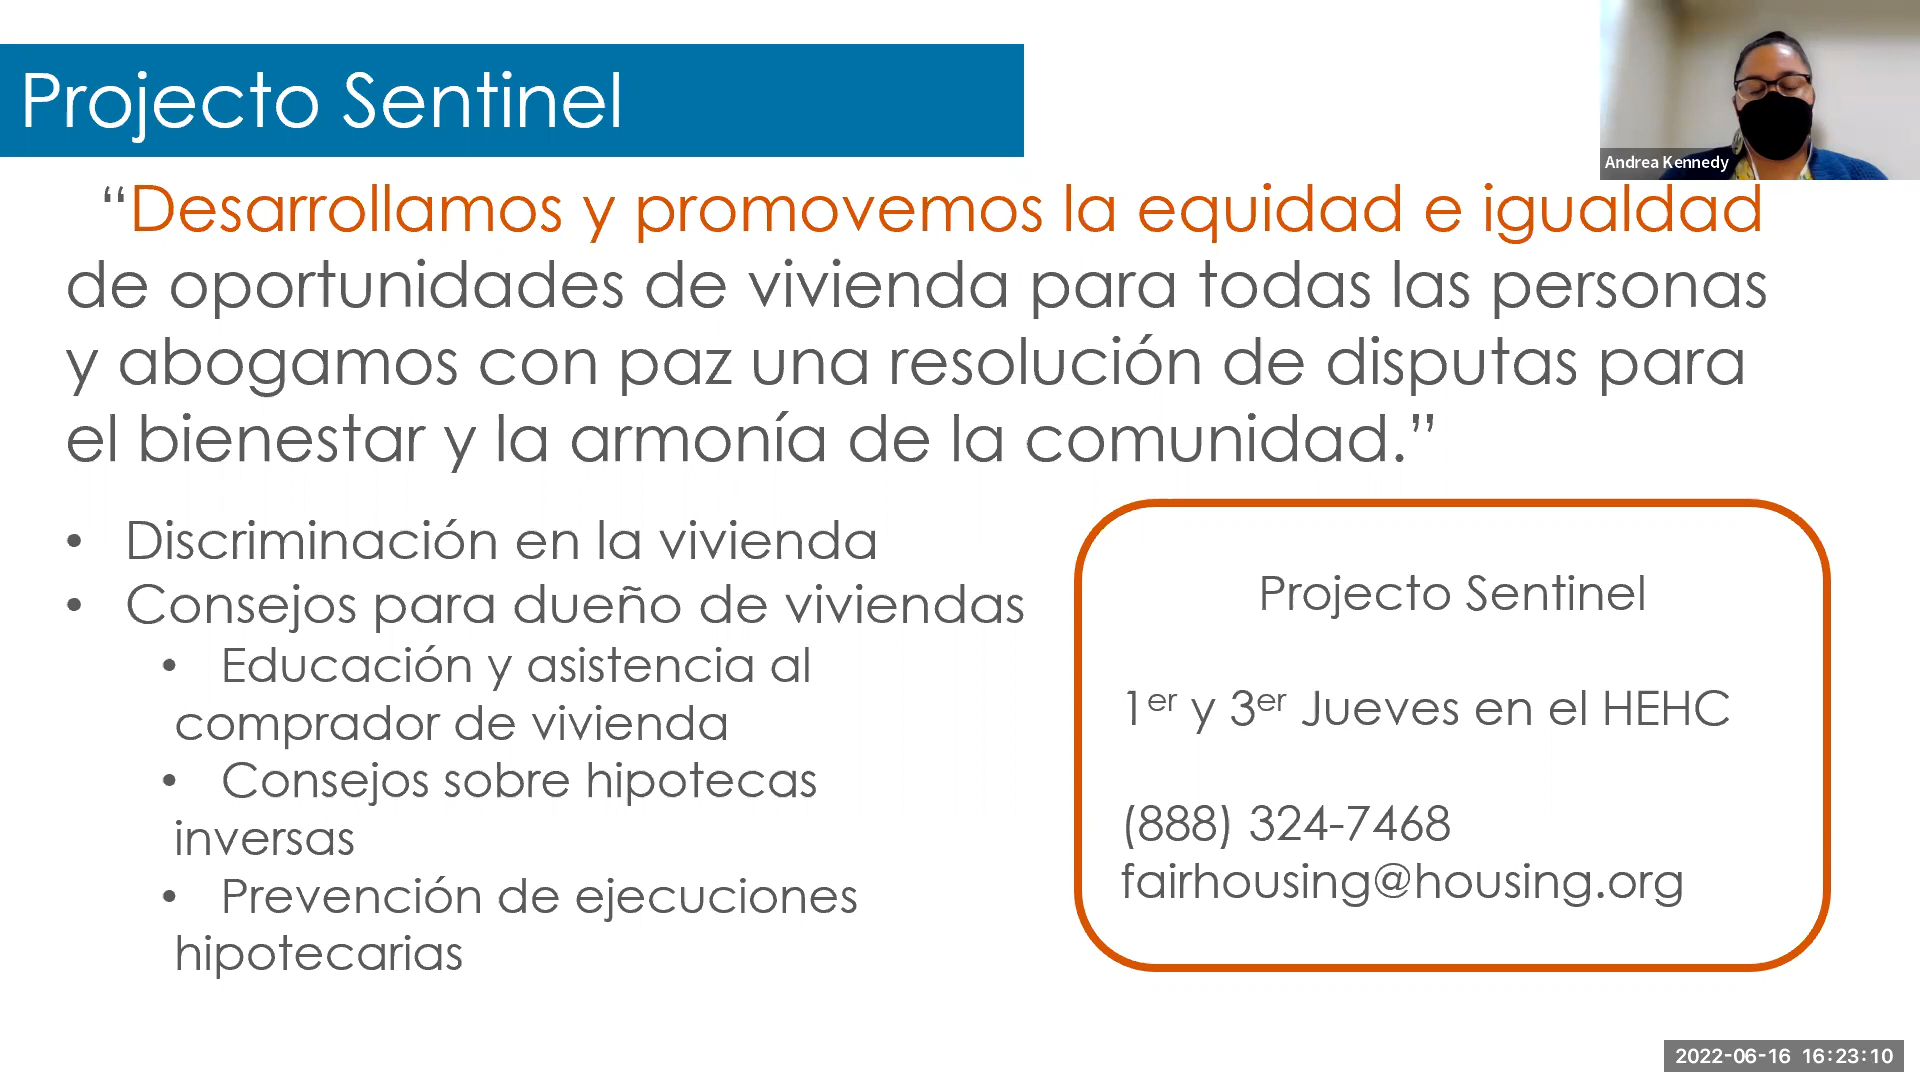 Projecto Sentinel
Andrea Kennedy
“Desarrollamos y promovemos la equidad e igualdad
de oportunidades de vivienda para todas las personas
y abogamos con paz una resolución de disputas para
el bienestar y la armonía de la comunidad.”
• Discriminación en la vivienda
• Consejos para dueño de viviendas
• Educación y asistencia al
comprador de vivienda
• Consejos sobre hipotecas
inversas
• Prevención de ejecuciones
hipotecarias
Projecto Sentinel
1er y 3er Jueves en el HEHC
(888) 324-7468
fairhousing@housing.org
2022-06-16 16:23:10